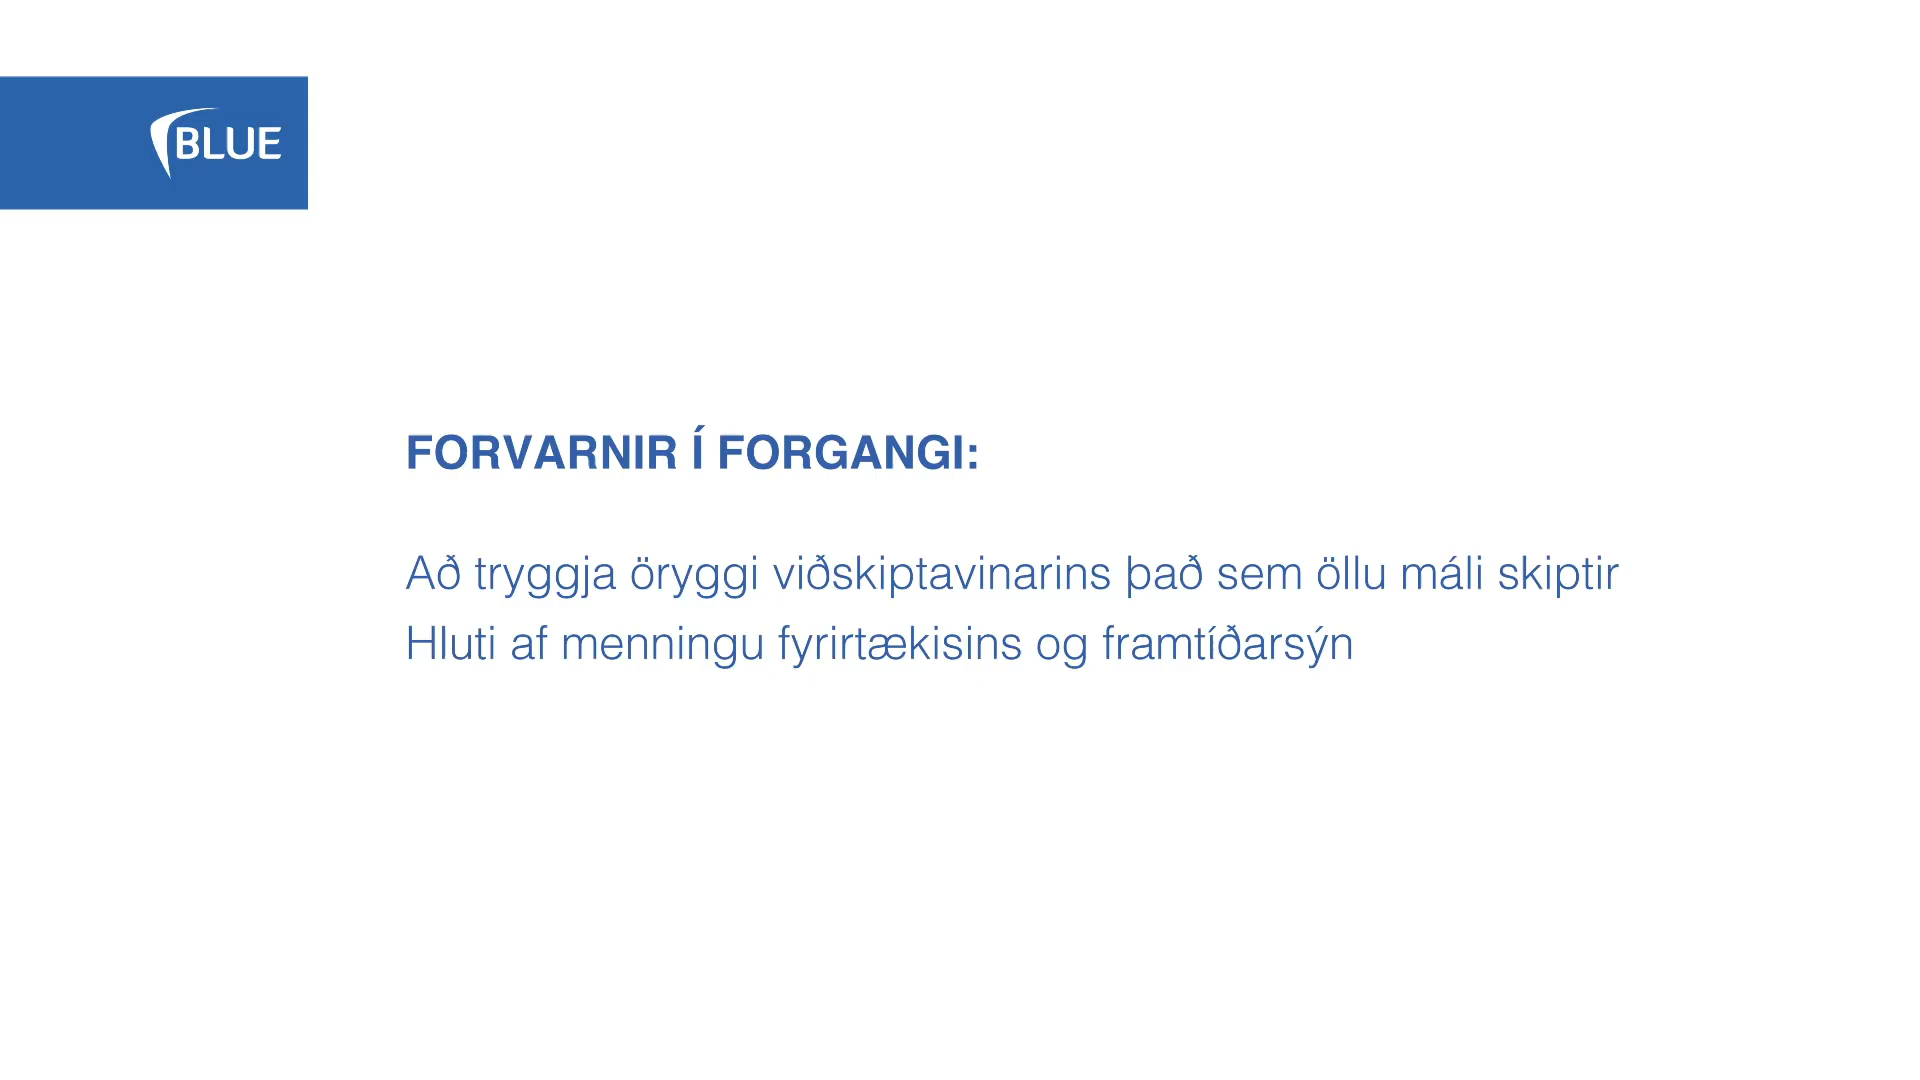 BLUE
FORVARNIR Í FORGANGI:
Að tryggja öryggi viðskiptavinarins það sem öllu máli skiptir
Hluti af menningu fyrirtækisins og framtíðarsýn